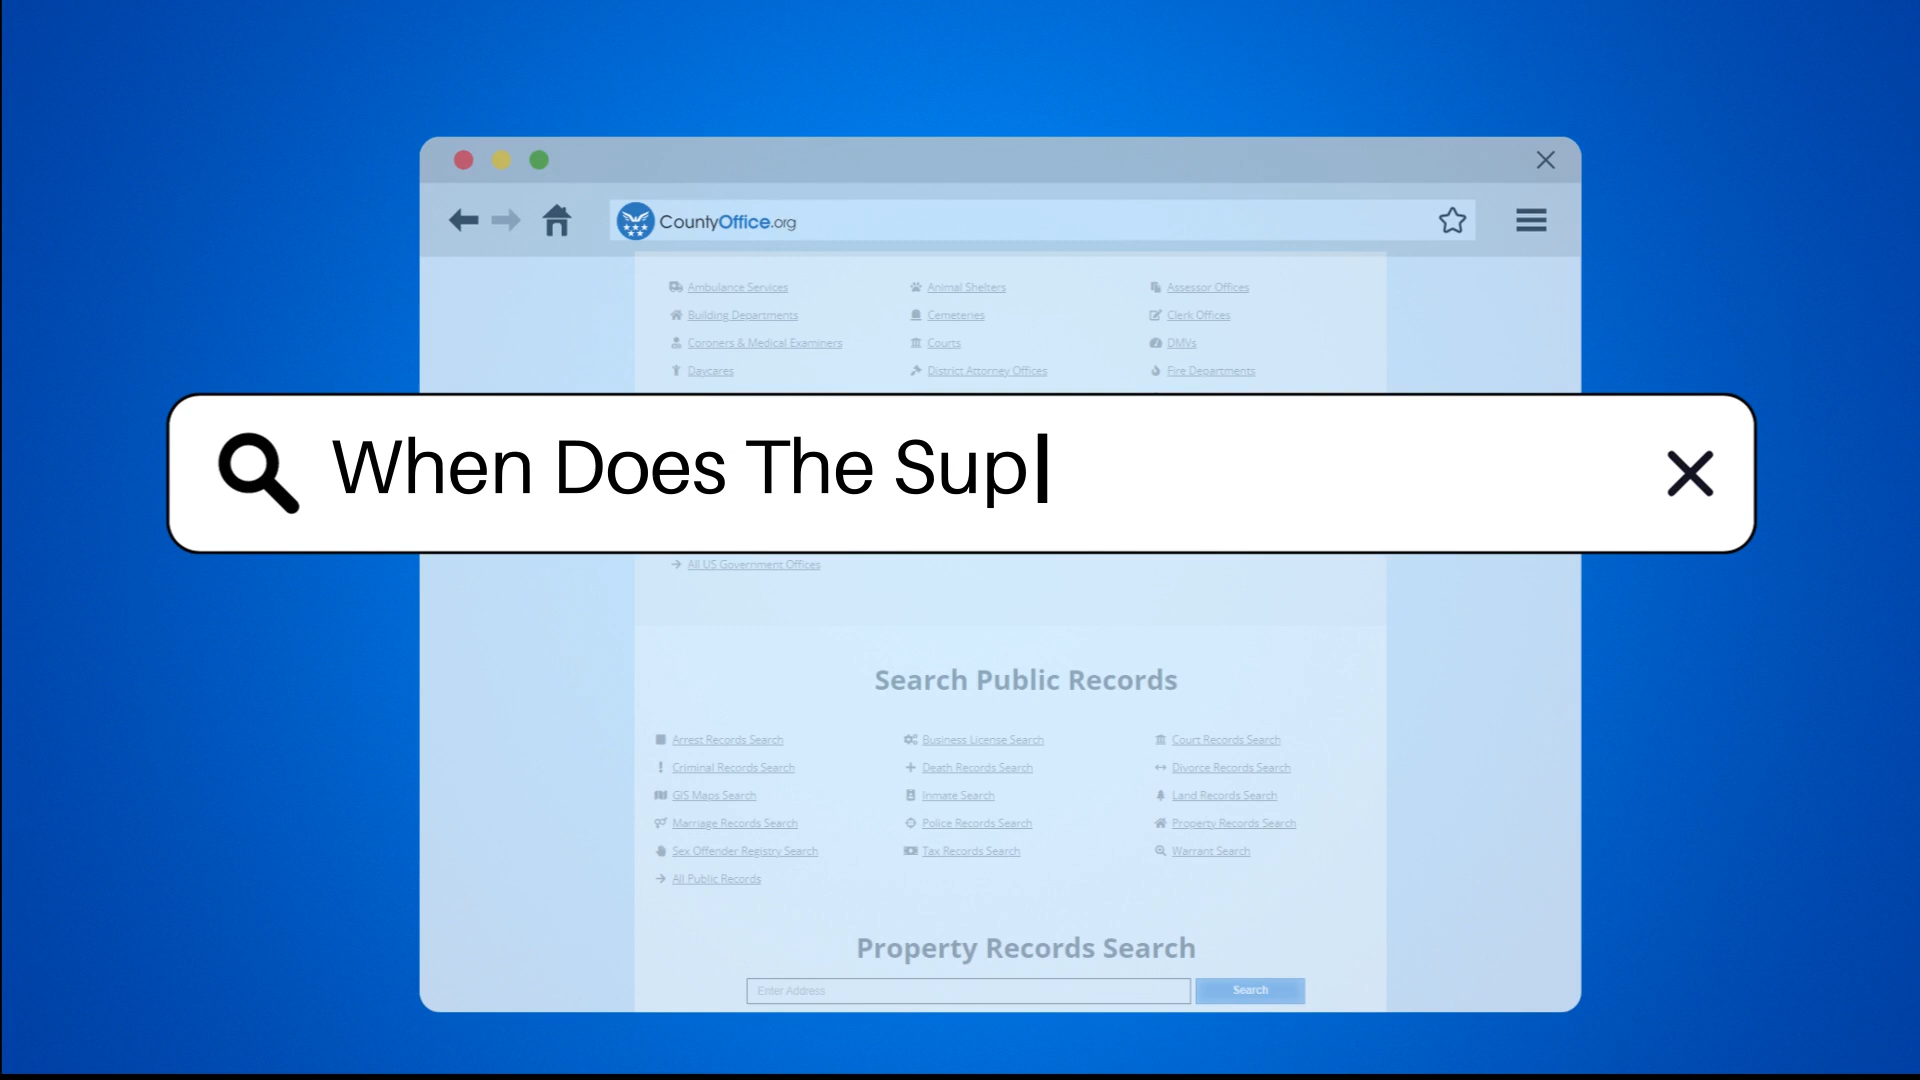 CountyOffice.org
Ambulance Services Animal Shelters Assessor Offices
Building Departments Cemeteries Clerk Offices
Coroners & Medical Examiners Courts DMVs
Daycares District Attorney Offices Fire Departments
When Does The Sup
All US Government Offices
Search Public Records
Arrest Records Search Business License Search Court Records Search
Criminal Records Search Death Records Search Divorce Records Search
GIS Maps Search Inmate Search Land Records Search
Marriage Records Search Police Records Search Property Records Search
Sex Offender Registry Search Tax Records Search Warrant Search
All Public Records
Property Records Search
Enter Address Search